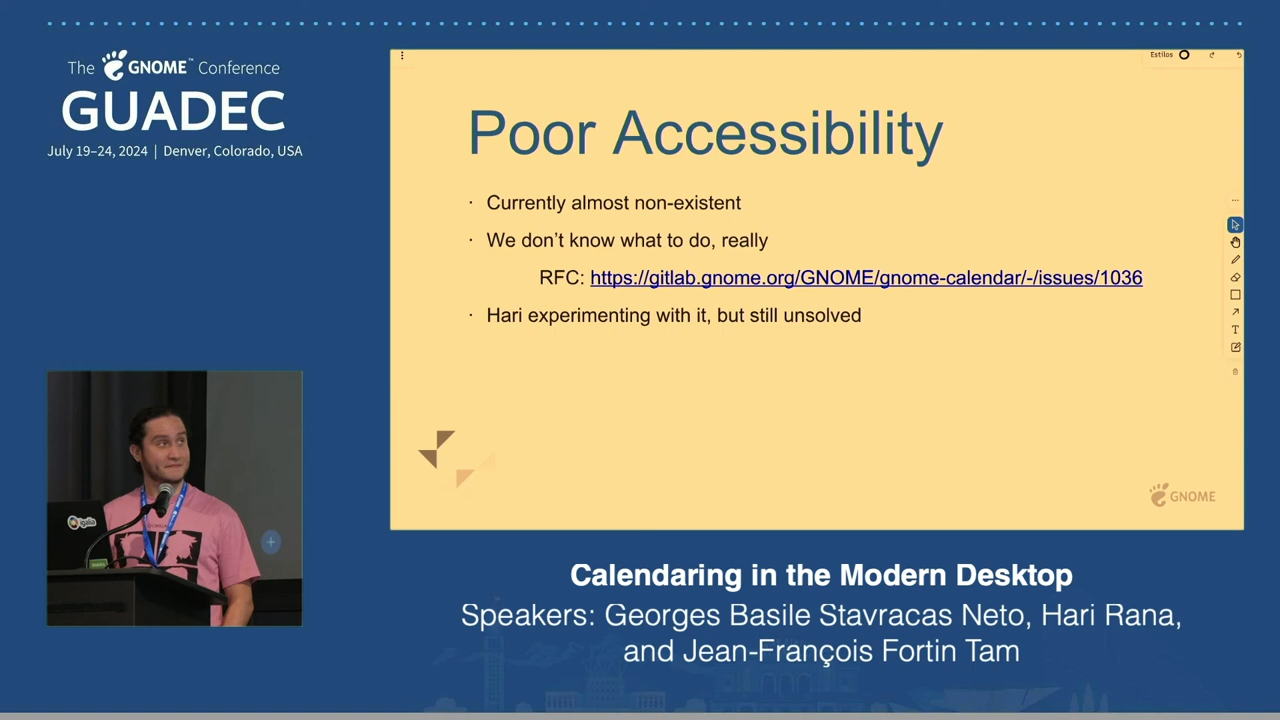 The GNOME™ Conference
GUADEC
July 19–24, 2024 | Denver, Colorado, USA
Estilos
Poor Accessibility
· Currently almost non-existent
· We don’t know what to do, really
RFC: https://gitlab.gnome.org/GNOME/gnome-calendar/-/issues/1036
· Hari experimenting with it, but still unsolved
T
GNOME
igalia
Calendaring in the Modern Desktop
Speakers: Georges Basile Stavracas Neto, Hari Rana,
and Jean-François Fortin Tam